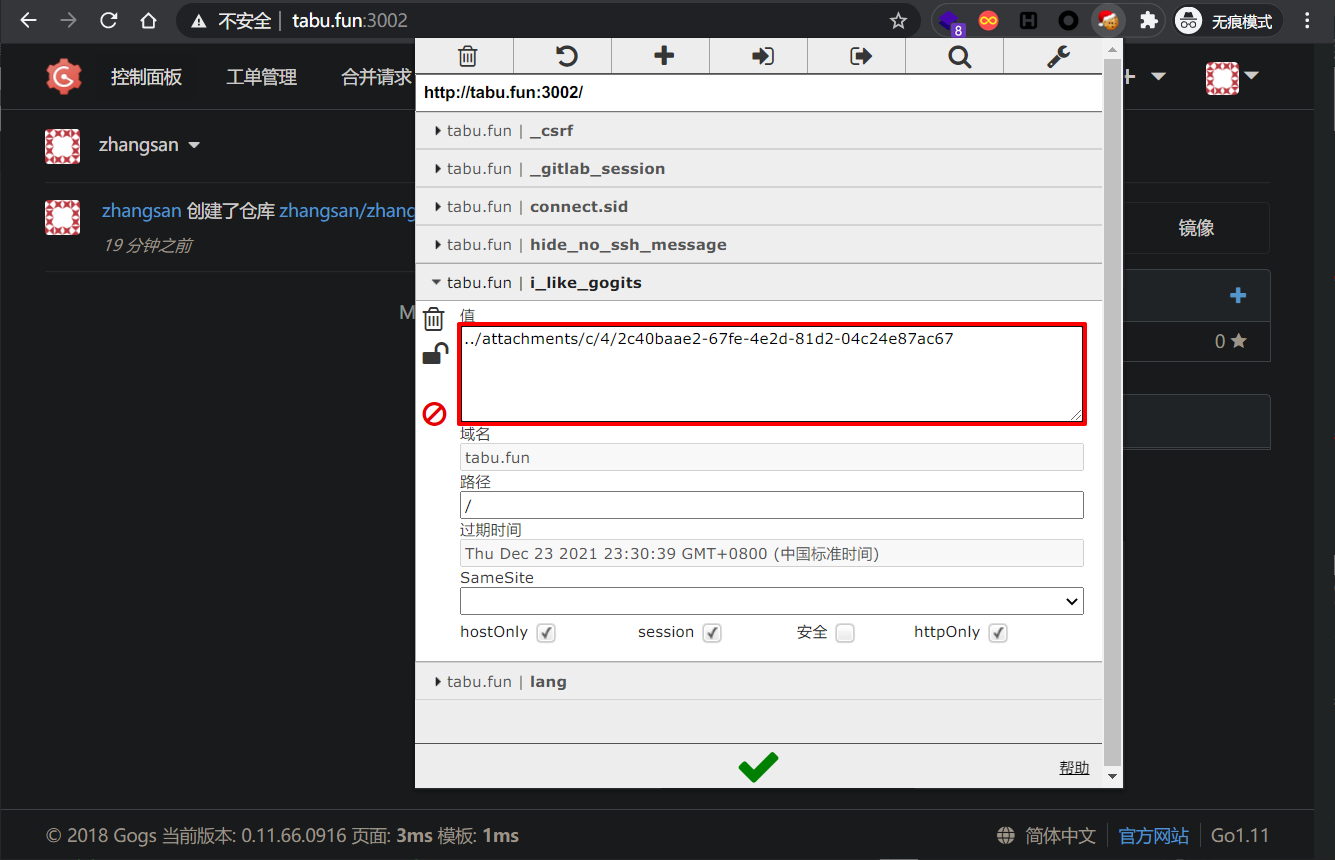 不安全 tabu.fun:3002
8
H
无痕模式
控制面板 工单管理 合并请求
http://tabu.fun:3002/
tabu.fun | _csrf
zhangsan
tabu.fun | _gitlab_session
zhangsan 创建了仓库 zhangsan/zhang
tabu.fun | connect.sid
镜像
19 分钟之前
tabu.fun | hide_no_ssh_message
tabu.fun | i_like_gogits
M
值
../attachments/c/4/2c40baae2-67fe-4e2d-81d2-04c24e87ac67
0
域名
tabu.fun
路径
/
过期时间
Thu Dec 23 2021 23:30:39 GMT+0800 (中国标准时间)
SameSite
hostOnly session 安全 httpOnly
tabu.fun | lang
帮助
© 2018 Gogs 当前版本: 0.11.66.0916 页面: 3ms 模板: 1ms 简体中文 官方网站 Go1.11